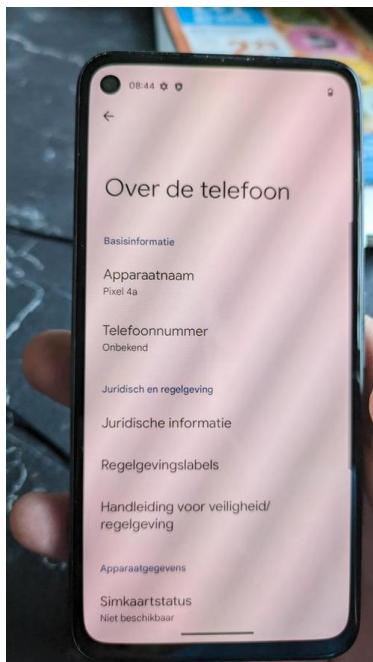 08:44
Over de telefoon
Basisinformatie
Apparaatnaam
Pixel 4a
Telefoonnummer
Onbekend
Juridisch en regelgeving
Juridische informatie
Regelgevingslabels
Handleiding voor veiligheid/
regelgeving
Apparaatgegevens
Simkaartstatus
Niet beschikbaar